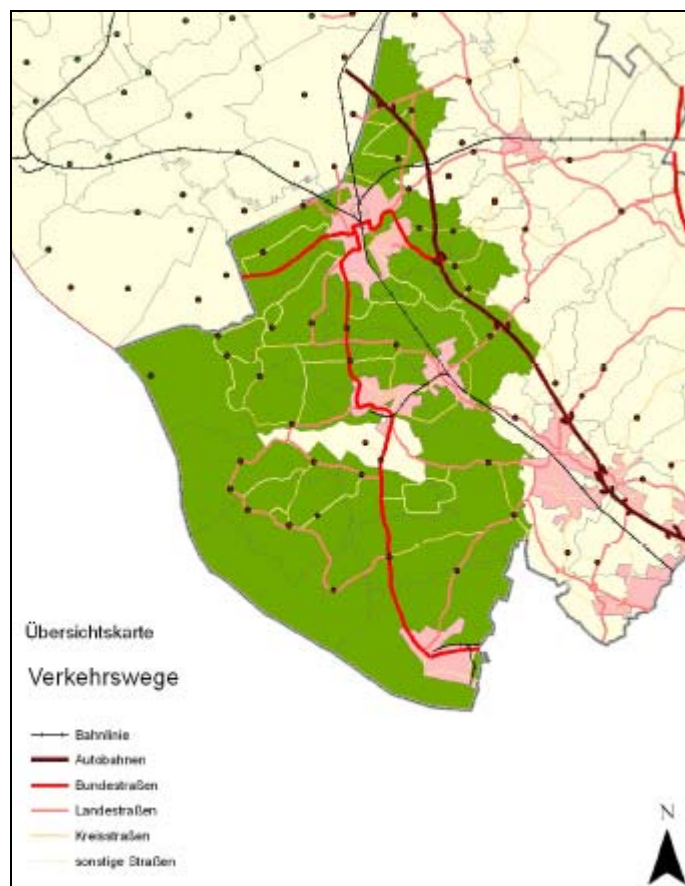 Übersichtskarte
Verkehrswege
Bahnlinie
Autobahnen
Bundestraßen
Landestraßen
Kreisstraßen
sonstige Straßen
N